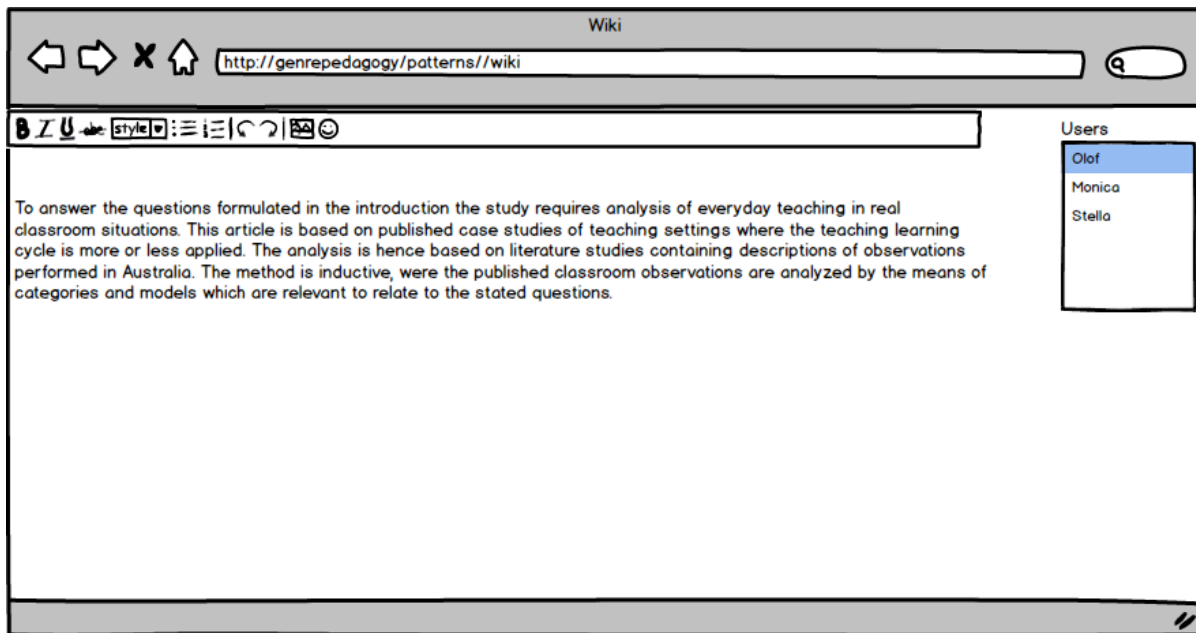 Wiki
http://genrepedagogy/patterns//wiki
B I U abc style
Users
Olof
Monica
Stella
To answer the questions formulated in the introduction the study requires analysis of everyday teaching in real
classroom situations. This article is based on published case studies of teaching settings where the teaching learning
cycle is more or less applied. The analysis is hence based on literature studies containing descriptions of observations
performed in Australia. The method is inductive, were the published classroom observations are analyzed by the means of
categories and models which are relevant to relate to the stated questions.